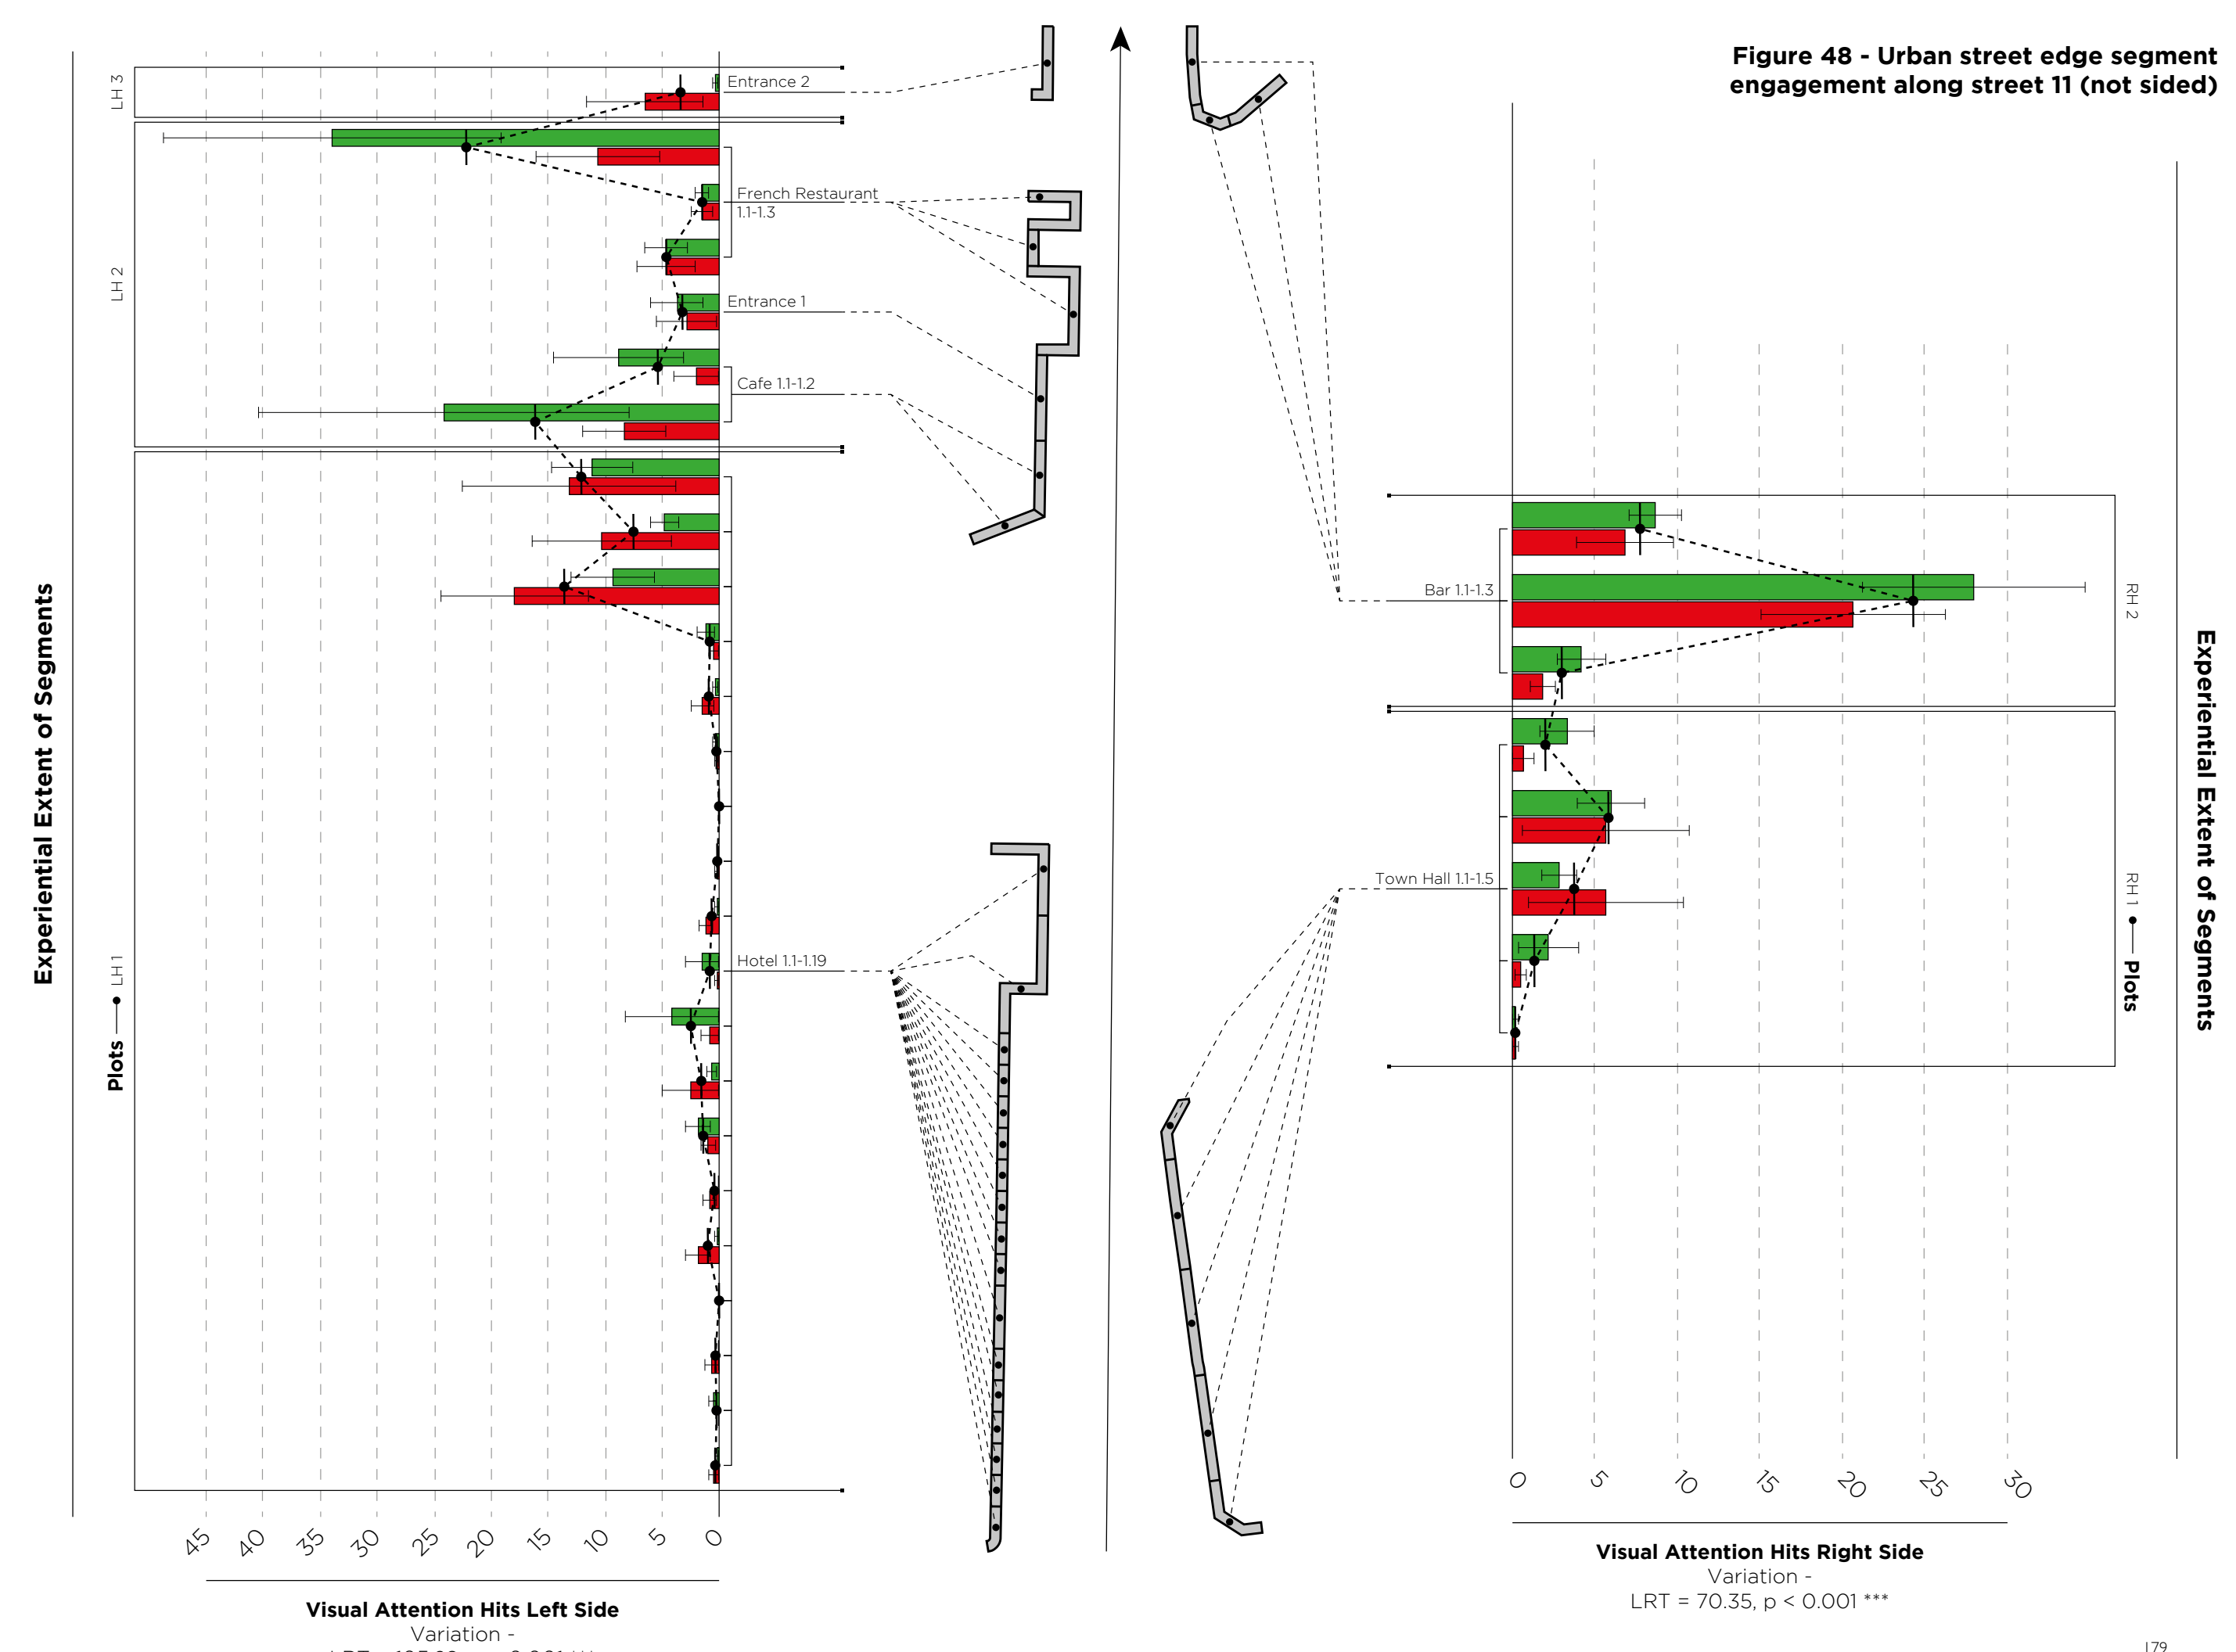 Figure 48 - Urban street edge segment
engagement along street 11 (not sided)
Experiential Extent of Segments
Plots
LH 1
LH 2
LH 3
Entrance 2
French Restaurant
1.1-1.3
Entrance 1
Cafe 1.1-1.2
Hotel 1.1-1.19
45
40
35
30
25
20
15
10
5
0
Visual Attention Hits Left Side
Variation -
Bar 1.1-1.3
Town Hall 1.1-1.5
RH 2
RH 1
Plots
Experiential Extent of Segments
0
5
10
15
20
25
30
Visual Attention Hits Right Side
Variation -
LRT = 70.35, p < 0.001 ***
179